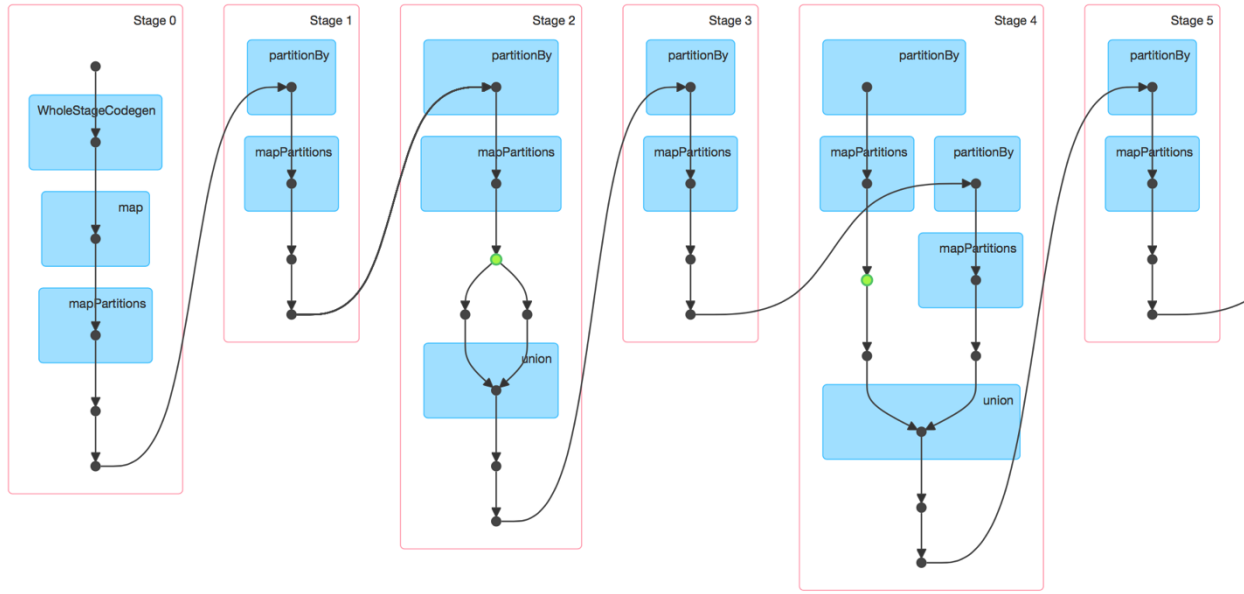 Stage 0
WholeStageCodegen
map
mapPartitions
Stage 1
partitionBy
mapPartitions
Stage 2
partitionBy
mapPartitions
union
Stage 3
partitionBy
mapPartitions
Stage 4
partitionBy
mapPartitions
partitionBy
mapPartitions
union
Stage 5
partitionBy
mapPartitions